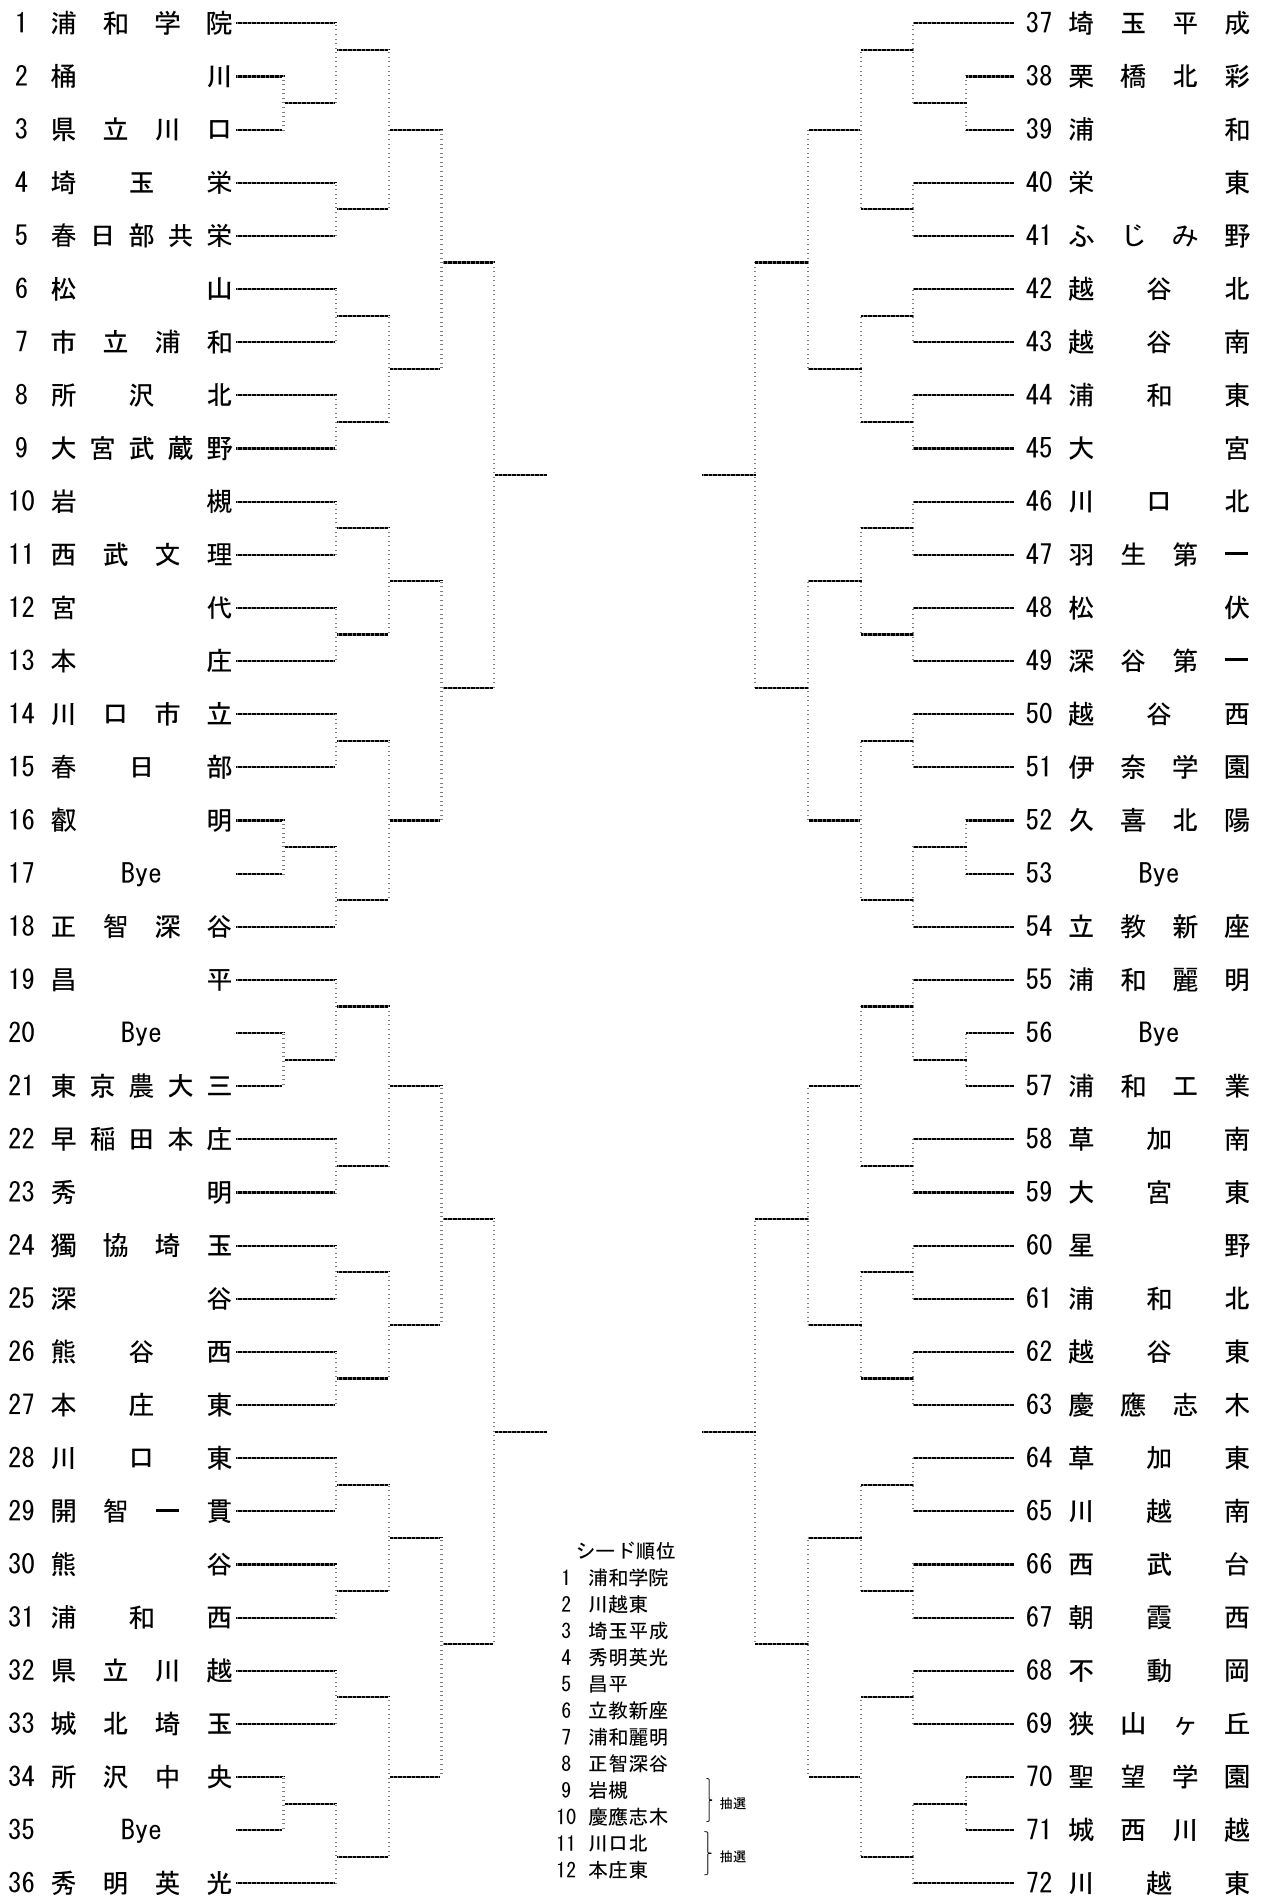 1 浦和学院
2 桶川
3 県立川口
4 埼玉栄
5 春日部共栄
6 松山
7 市立浦和
8 所沢北
9 大宮武蔵野
10 岩槻
11 西武文理
12 宮代
13 本庄
14 川口市立
15 春日部
16 叡明
17 Bye
18 正智深谷
19 昌平
20 Bye
21 東京農大三
22 早稲田本庄
23 秀明
24 獨協埼玉
25 深谷
26 熊谷西
27 本庄東
28 川口東
29 開智一貫
30 熊谷
31 浦和西
32 県立川越
33 城北埼玉
34 所沢中央
35 Bye
36 秀明英光
シード順位
1 浦和学院
2 川越東
3 埼玉平成
4 秀明英光
5 昌平
6 立教新座
7 浦和麗明
8 正智深谷
9 岩槻
10 慶應志木
抽選
11 川口北
12 本庄東
抽選
37 埼玉平成
38 栗橋北彩
39 浦和
40 栄東
41 ふじみ野
42 越谷北
43 越谷南
44 浦和東
45 大宮
46 川口北
47 羽生第一
48 松伏
49 深谷第一
50 越谷西
51 伊奈学園
52 久喜北陽
53 Bye
54 立教新座
55 浦和麗明
56 Bye
57 浦和工業
58 草加南
59 大宮東
60 星野
61 浦和北
62 越谷東
63 慶應志木
64 草加東
65 川越南
66 西武台
67 朝霞西
68 不動岡
69 狭山ヶ丘
70 聖望学園
71 城西川越
72 川越東